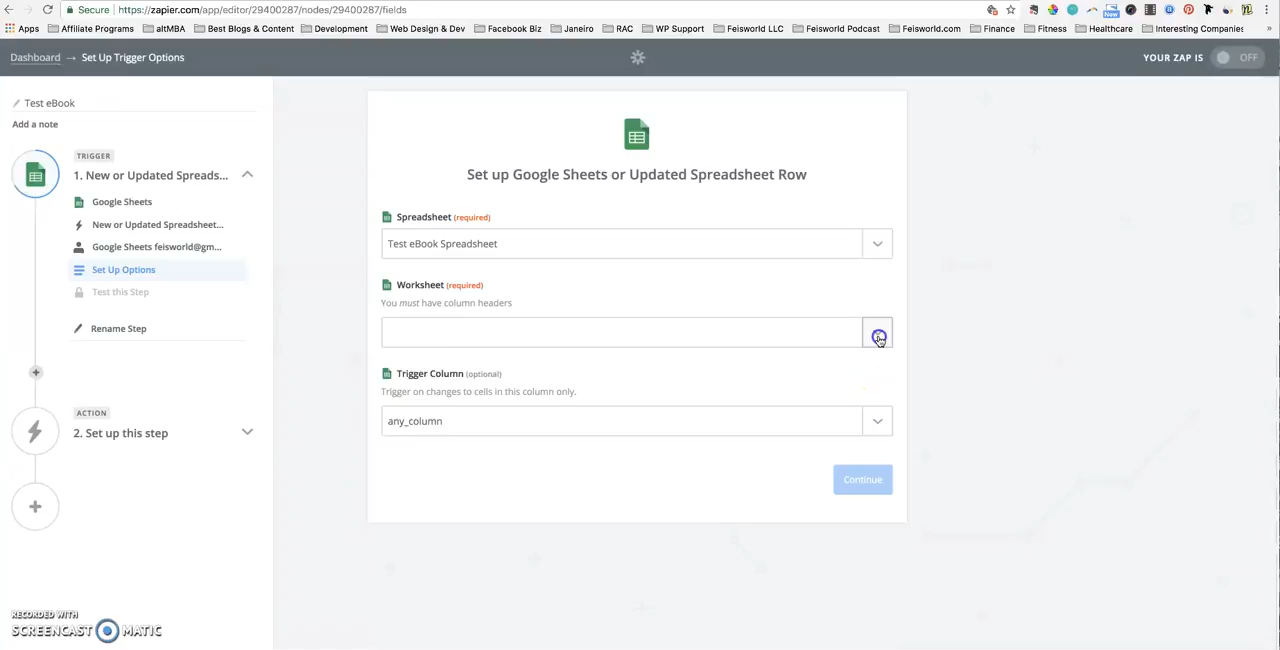 Secure https://zapier.com/app/editor/29400287/nodes/29400287/fields
New
Apps Affiliate Programs altMBA Best Blogs & Content Development Web Design & Dev Facebook Biz Janeiro RAC WP Support Feisworld LLC Feisworld Podcast Feisworld.com Finance Fitness Healthcare Interesting Companies »
Dashboard → Set Up Trigger Options
YOUR ZAP IS OFF
Test eBook
Add a note
TRIGGER
1. New or Updated Spreads...
Google Sheets
New or Updated Spreadsheet...
Google Sheets feisworld@gm...
Set Up Options
Test this Step
Rename Step
+
ACTION
2. Set up this step
+
Set up Google Sheets or Updated Spreadsheet Row
Spreadsheet (required)
Test eBook Spreadsheet
Worksheet (required)
You must have column headers
Trigger Column (optional)
Trigger on changes to cells in this column only.
any_column
Continue
RECORDED WITH
SCREENCAST MATIC